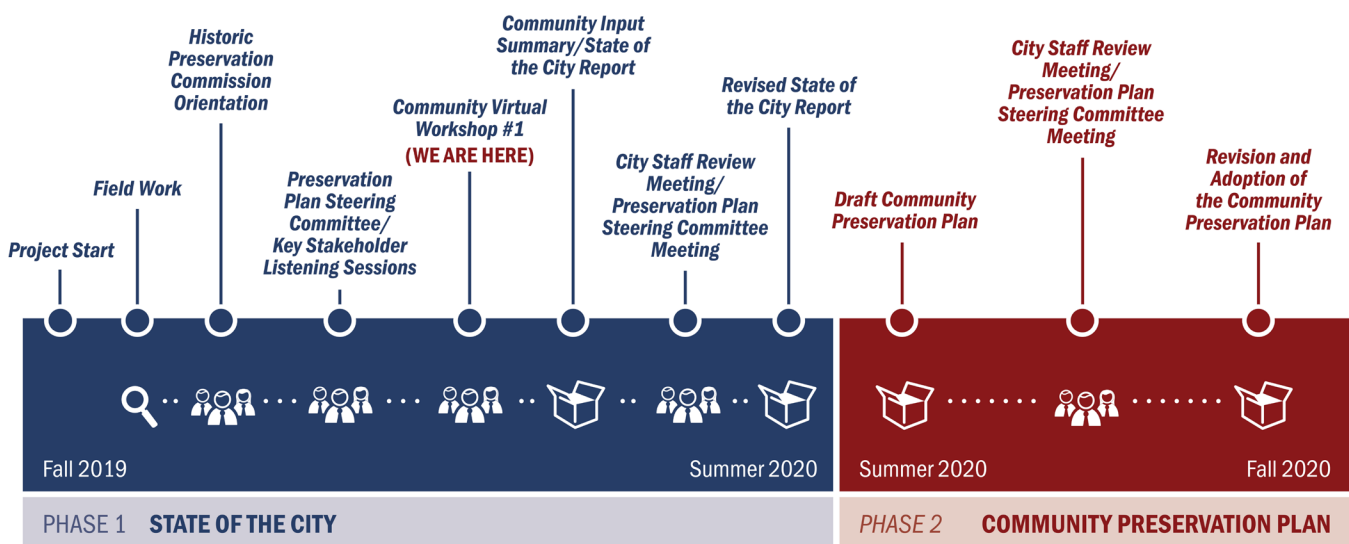 Project Start
Field Work
Historic
Preservation
Commission
Orientation
Preservation
Plan Steering
Committee/
Key Stakeholder
Listening Sessions
Community Virtual
Workshop #1
(WE ARE HERE)
Community Input
Summary/State of
the City Report
City Staff Review
Meeting/
Preservation Plan
Steering Committee
Meeting
Revised State of
the City Report
Draft Community
Preservation Plan
City Staff Review
Meeting/
Preservation Plan
Steering Committee
Meeting
Revision and
Adoption of
the Community
Preservation Plan
Fall 2019
Summer 2020
Summer 2020
Fall 2020
PHASE 1 STATE OF THE CITY
PHASE 2 COMMUNITY PRESERVATION PLAN